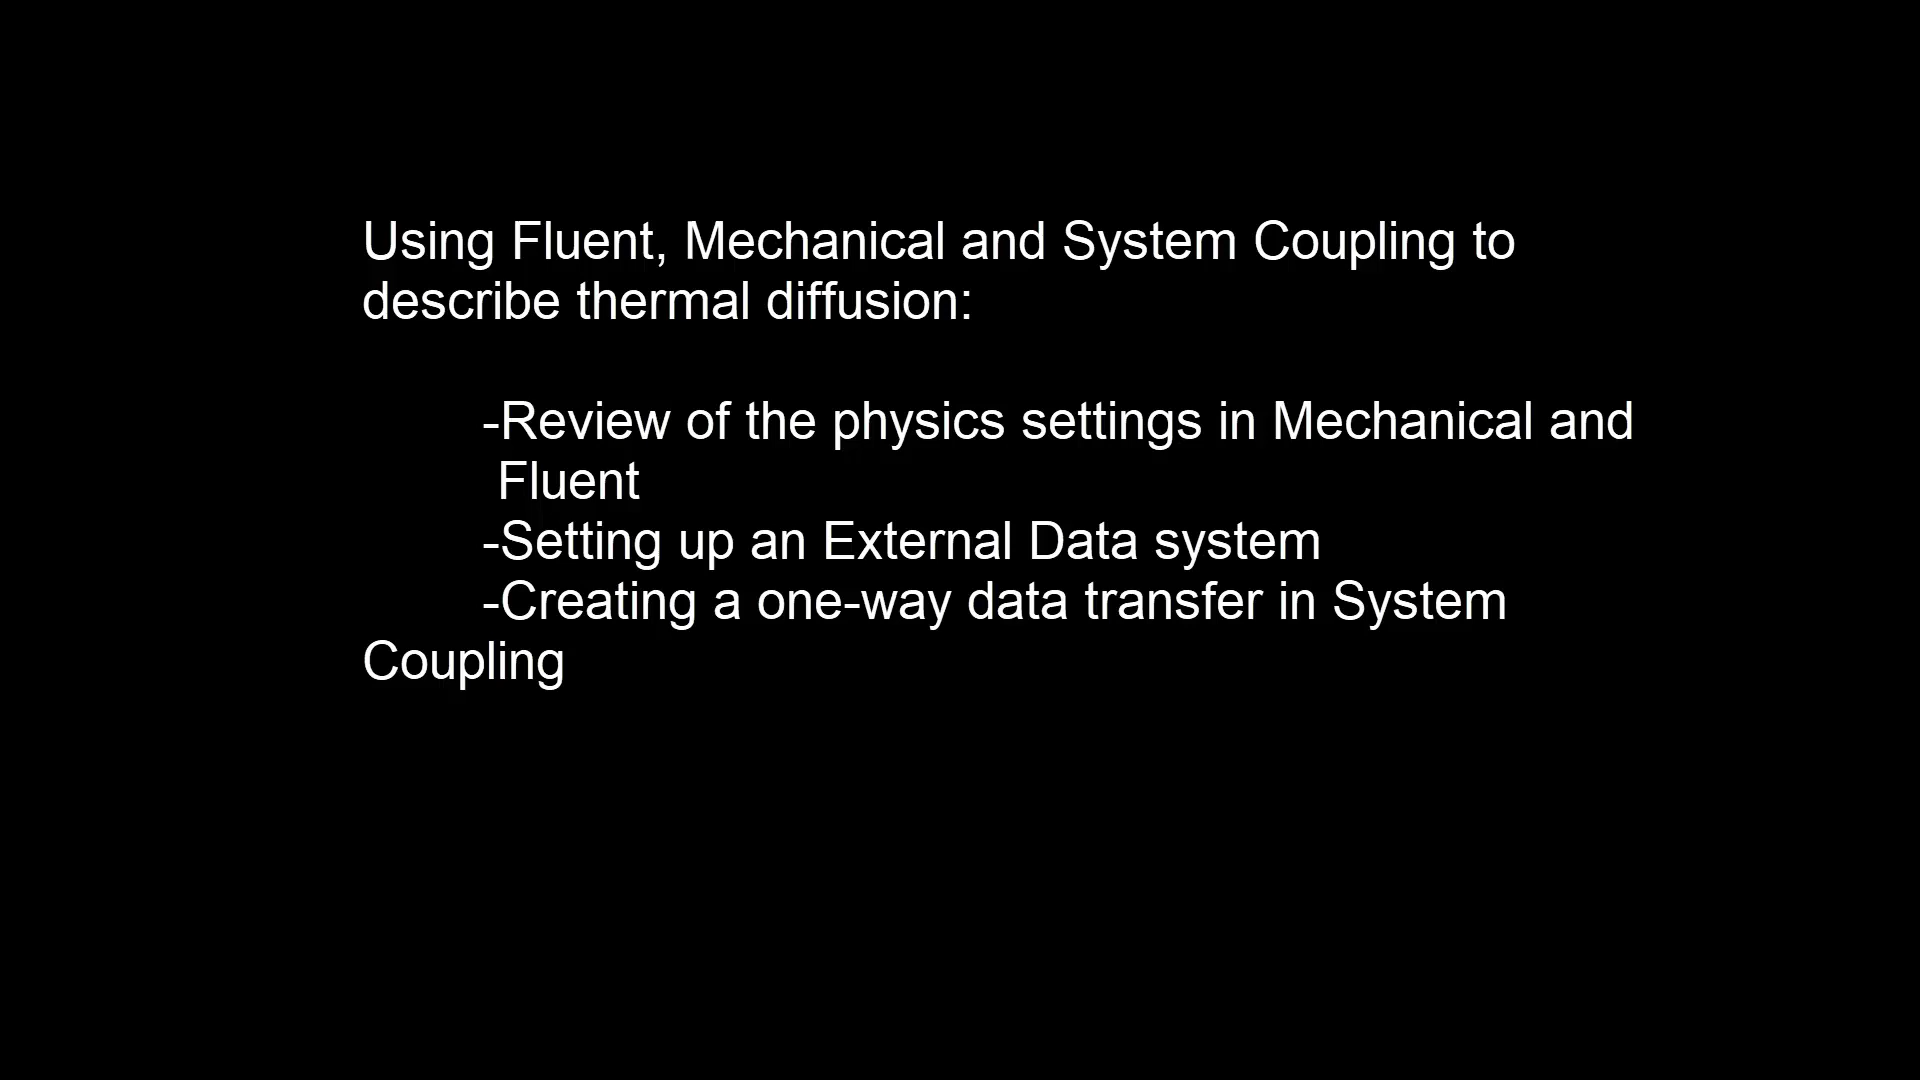 Using Fluent, Mechanical and System Coupling to
describe thermal diffusion:
-Review of the physics settings in Mechanical and
Fluent
-Setting up an External Data system
-Creating a one-way data transfer in System
Coupling